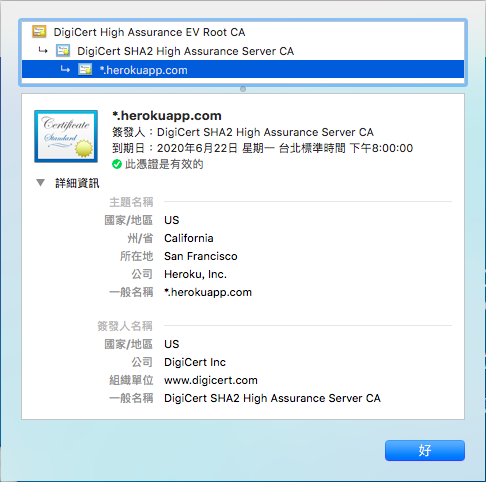 DigiCert High Assurance EV Root CA
DigiCert SHA2 High Assurance Server CA
*.herokuapp.com
Certificate
Standard
*.herokuapp.com
簽發人：DigiCert SHA2 High Assurance Server CA
到期日：2020年6月22日 星期一 台北標準時間 下午8:00:00
此憑證是有效的
詳細資訊
主題名稱
國家/地區 US
州/省 California
所在地 San Francisco
公司 Heroku, Inc.
一般名稱 *.herokuapp.com
簽發人名稱
國家/地區 US
公司 DigiCert Inc
組織單位 www.digicert.com
一般名稱 DigiCert SHA2 High Assurance Server CA
好